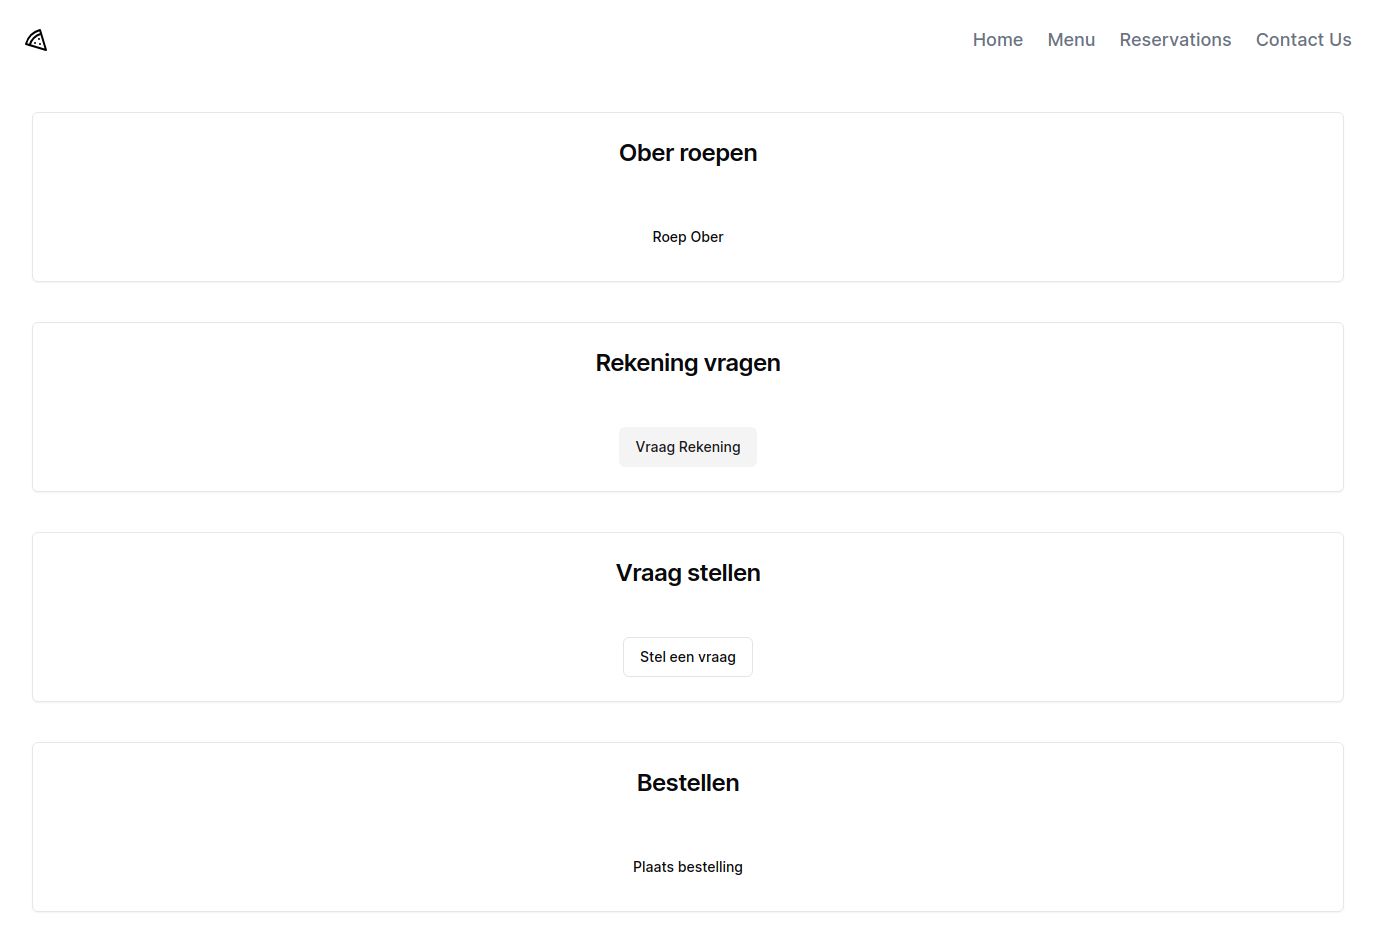 Home Menu Reservations Contact Us
Ober roepen
Roep Ober
Rekening vragen
Vraag Rekening
Vraag stellen
Stel een vraag
Bestellen
Plaats bestelling